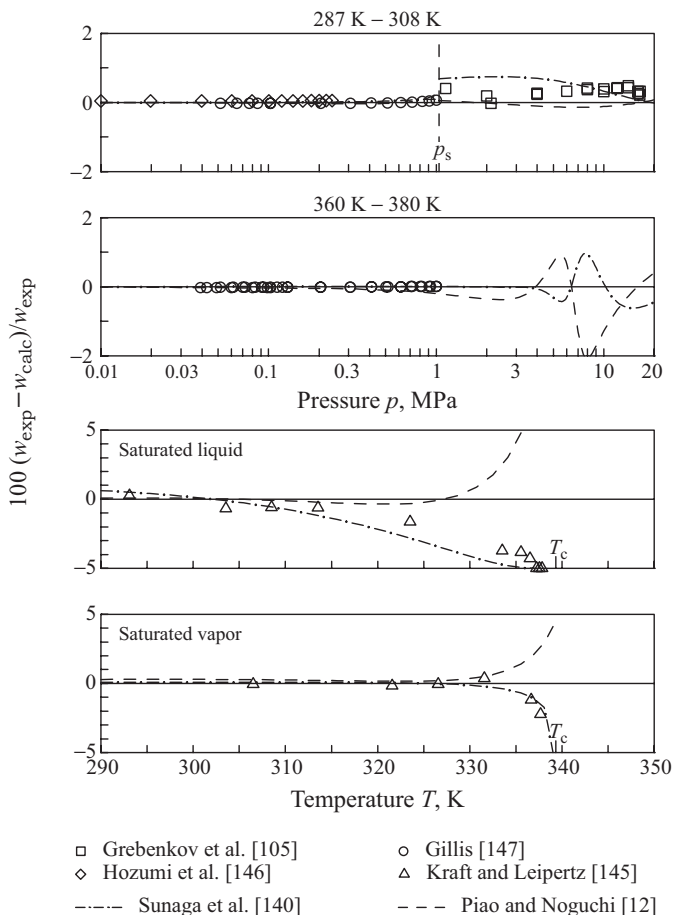 287 K – 308 K
2
0
−2
p_s
360 K – 380 K
2
0
−2
0.01 0.03 0.1 0.3 1 3 10 20
Pressure p, MPa
100 (w_exp−w_calc)/w_exp
5
Saturated liquid
0
−5
T_c
5
Saturated vapor
0
−5
T_c
290 300 310 320 330 340 350
Temperature T, K
Grebenkov et al. [105] Gillis [147]
Hozumi et al. [146] Kraft and Leipertz [145]
Sunaga et al. [140] Piao and Noguchi [12]